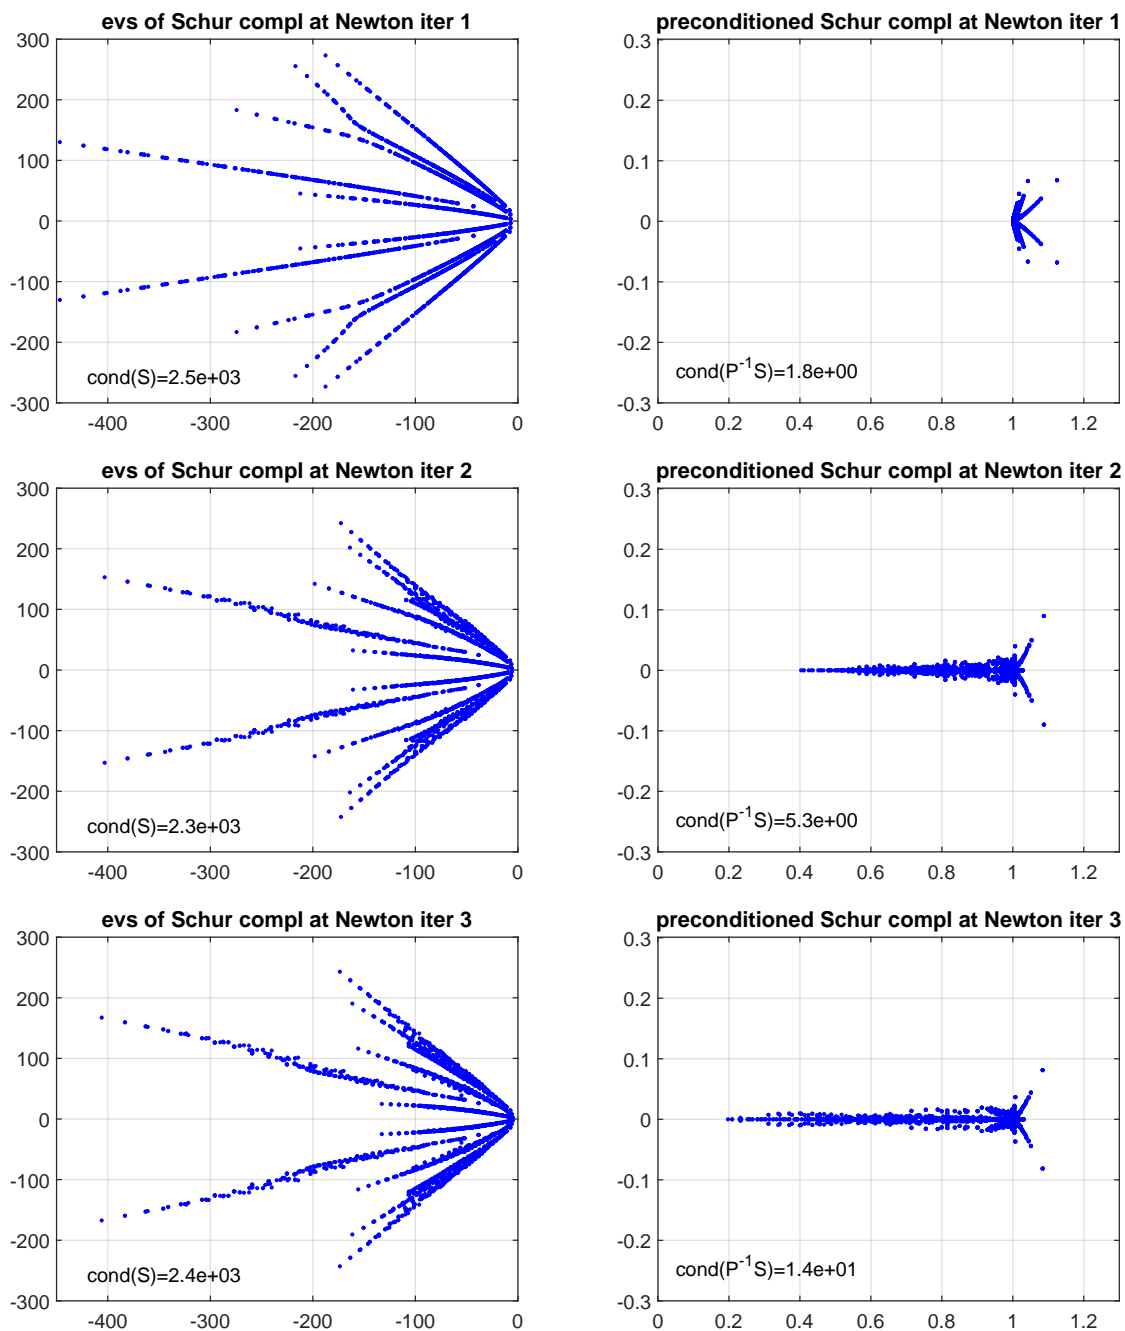 evs of Schur compl at Newton iter 1
300
200
100
0
-100
-200
-300
cond(S)=2.5e+03
-400 -300 -200 -100 0
preconditioned Schur compl at Newton iter 1
0.3
0.2
0.1
0
-0.1
-0.2
-0.3
cond(P⁻¹S)=1.8e+00
0 0.2 0.4 0.6 0.8 1 1.2
evs of Schur compl at Newton iter 2
300
200
100
0
-100
-200
-300
cond(S)=2.3e+03
-400 -300 -200 -100 0
preconditioned Schur compl at Newton iter 2
0.3
0.2
0.1
0
-0.1
-0.2
-0.3
cond(P⁻¹S)=5.3e+00
0 0.2 0.4 0.6 0.8 1 1.2
evs of Schur compl at Newton iter 3
300
200
100
0
-100
-200
-300
cond(S)=2.4e+03
-400 -300 -200 -100 0
preconditioned Schur compl at Newton iter 3
0.3
0.2
0.1
0
-0.1
-0.2
-0.3
cond(P⁻¹S)=1.4e+01
0 0.2 0.4 0.6 0.8 1 1.2